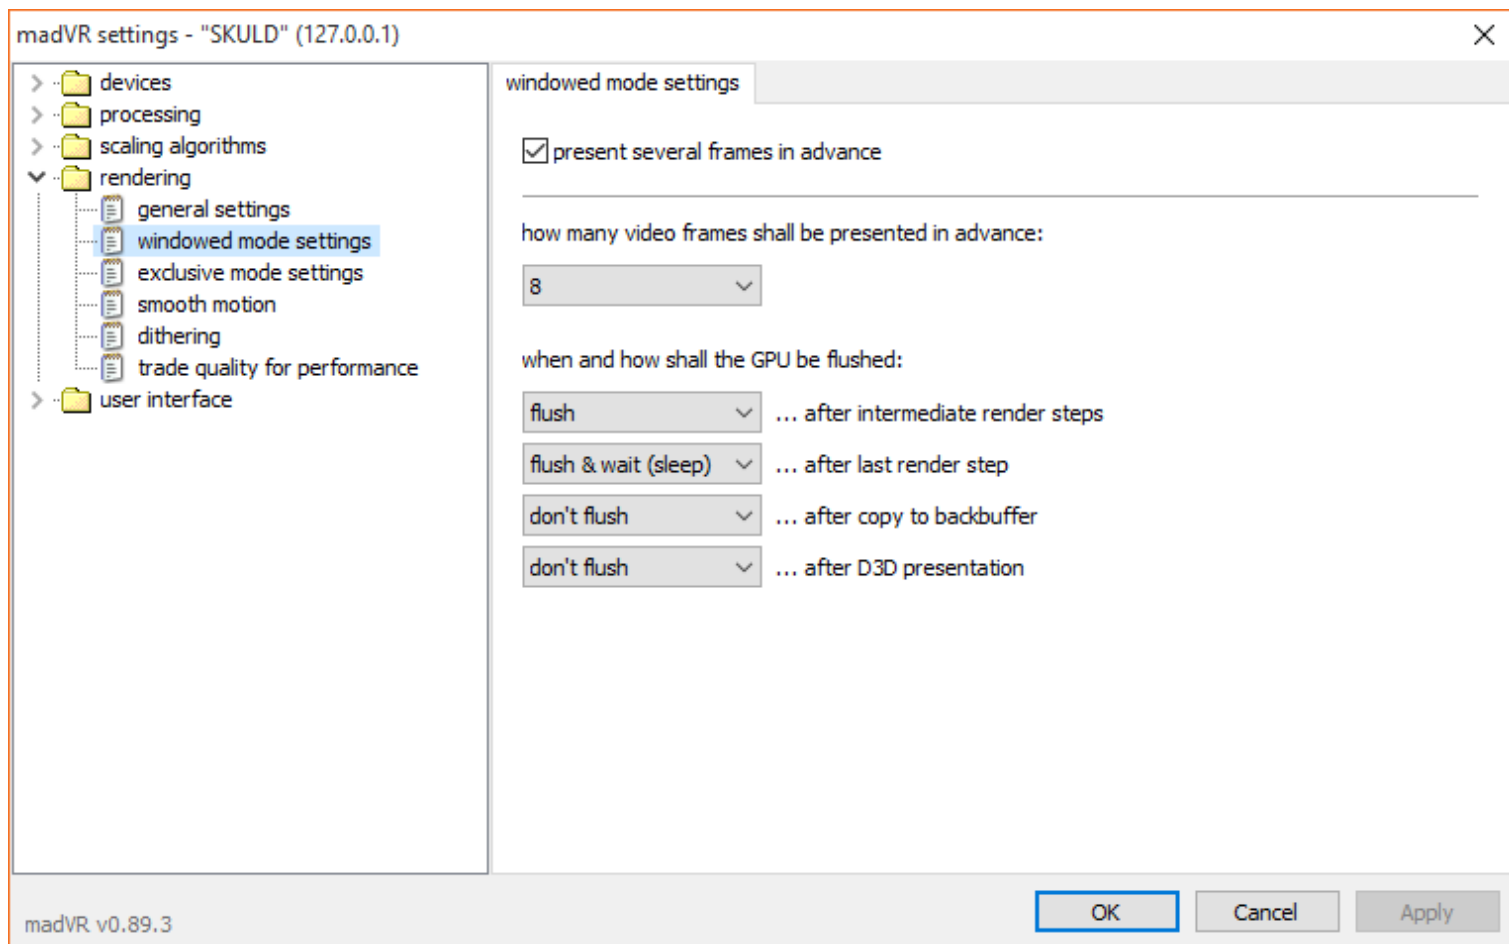 madVR settings - "SKULD" (127.0.0.1)
devices
processing
scaling algorithms
rendering
general settings
windowed mode settings
exclusive mode settings
smooth motion
dithering
trade quality for performance
user interface
windowed mode settings
present several frames in advance
how many video frames shall be presented in advance:
8
when and how shall the GPU be flushed:
flush ... after intermediate render steps
flush & wait (sleep) ... after last render step
don't flush ... after copy to backbuffer
don't flush ... after D3D presentation
madVR v0.89.3
OK Cancel Apply